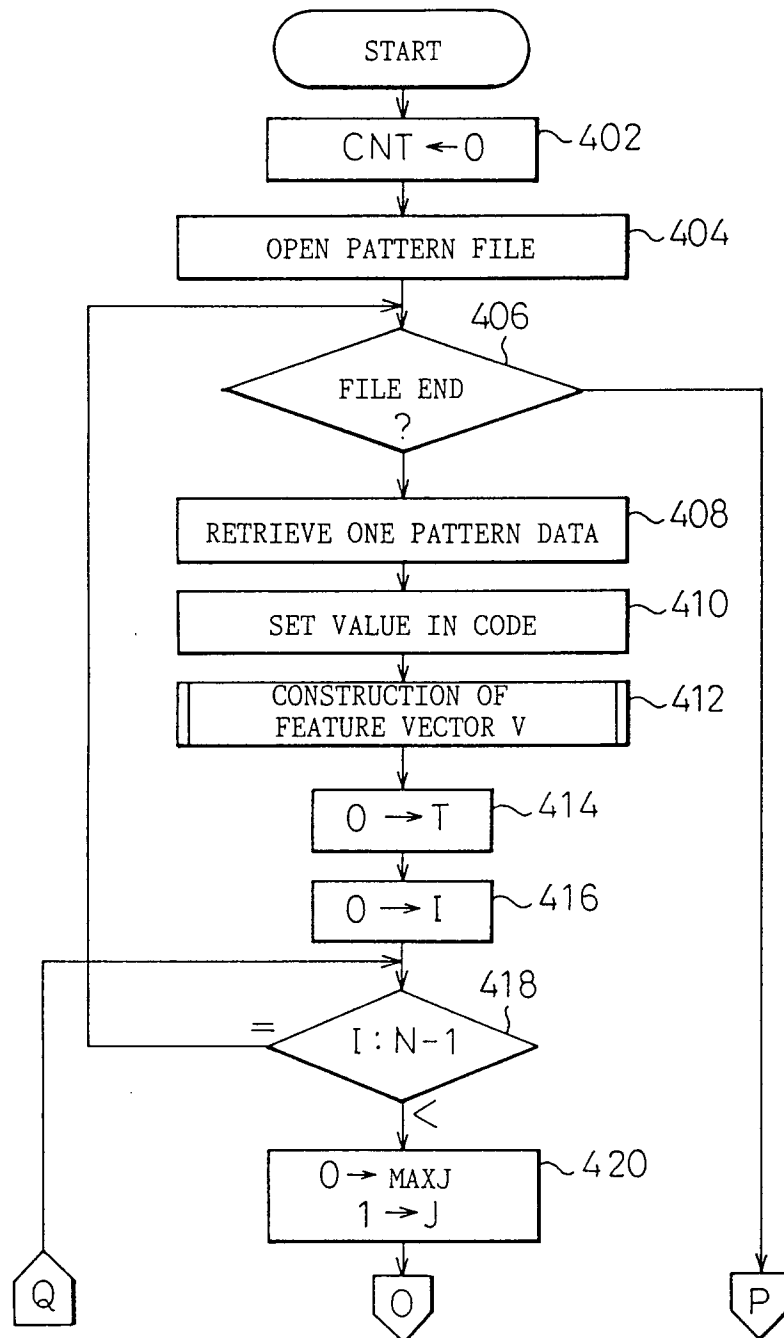 START
CNT ← 0
402
OPEN PATTERN FILE
404
406
FILE END
?
RETRIEVE ONE PATTERN DATA
408
SET VALUE IN CODE
410
CONSTRUCTION OF
FEATURE VECTOR V
412
0 → T
414
0 → I
416
418
=
I : N-1
<
0 → MAXJ
1 → J
420
Q
O
P